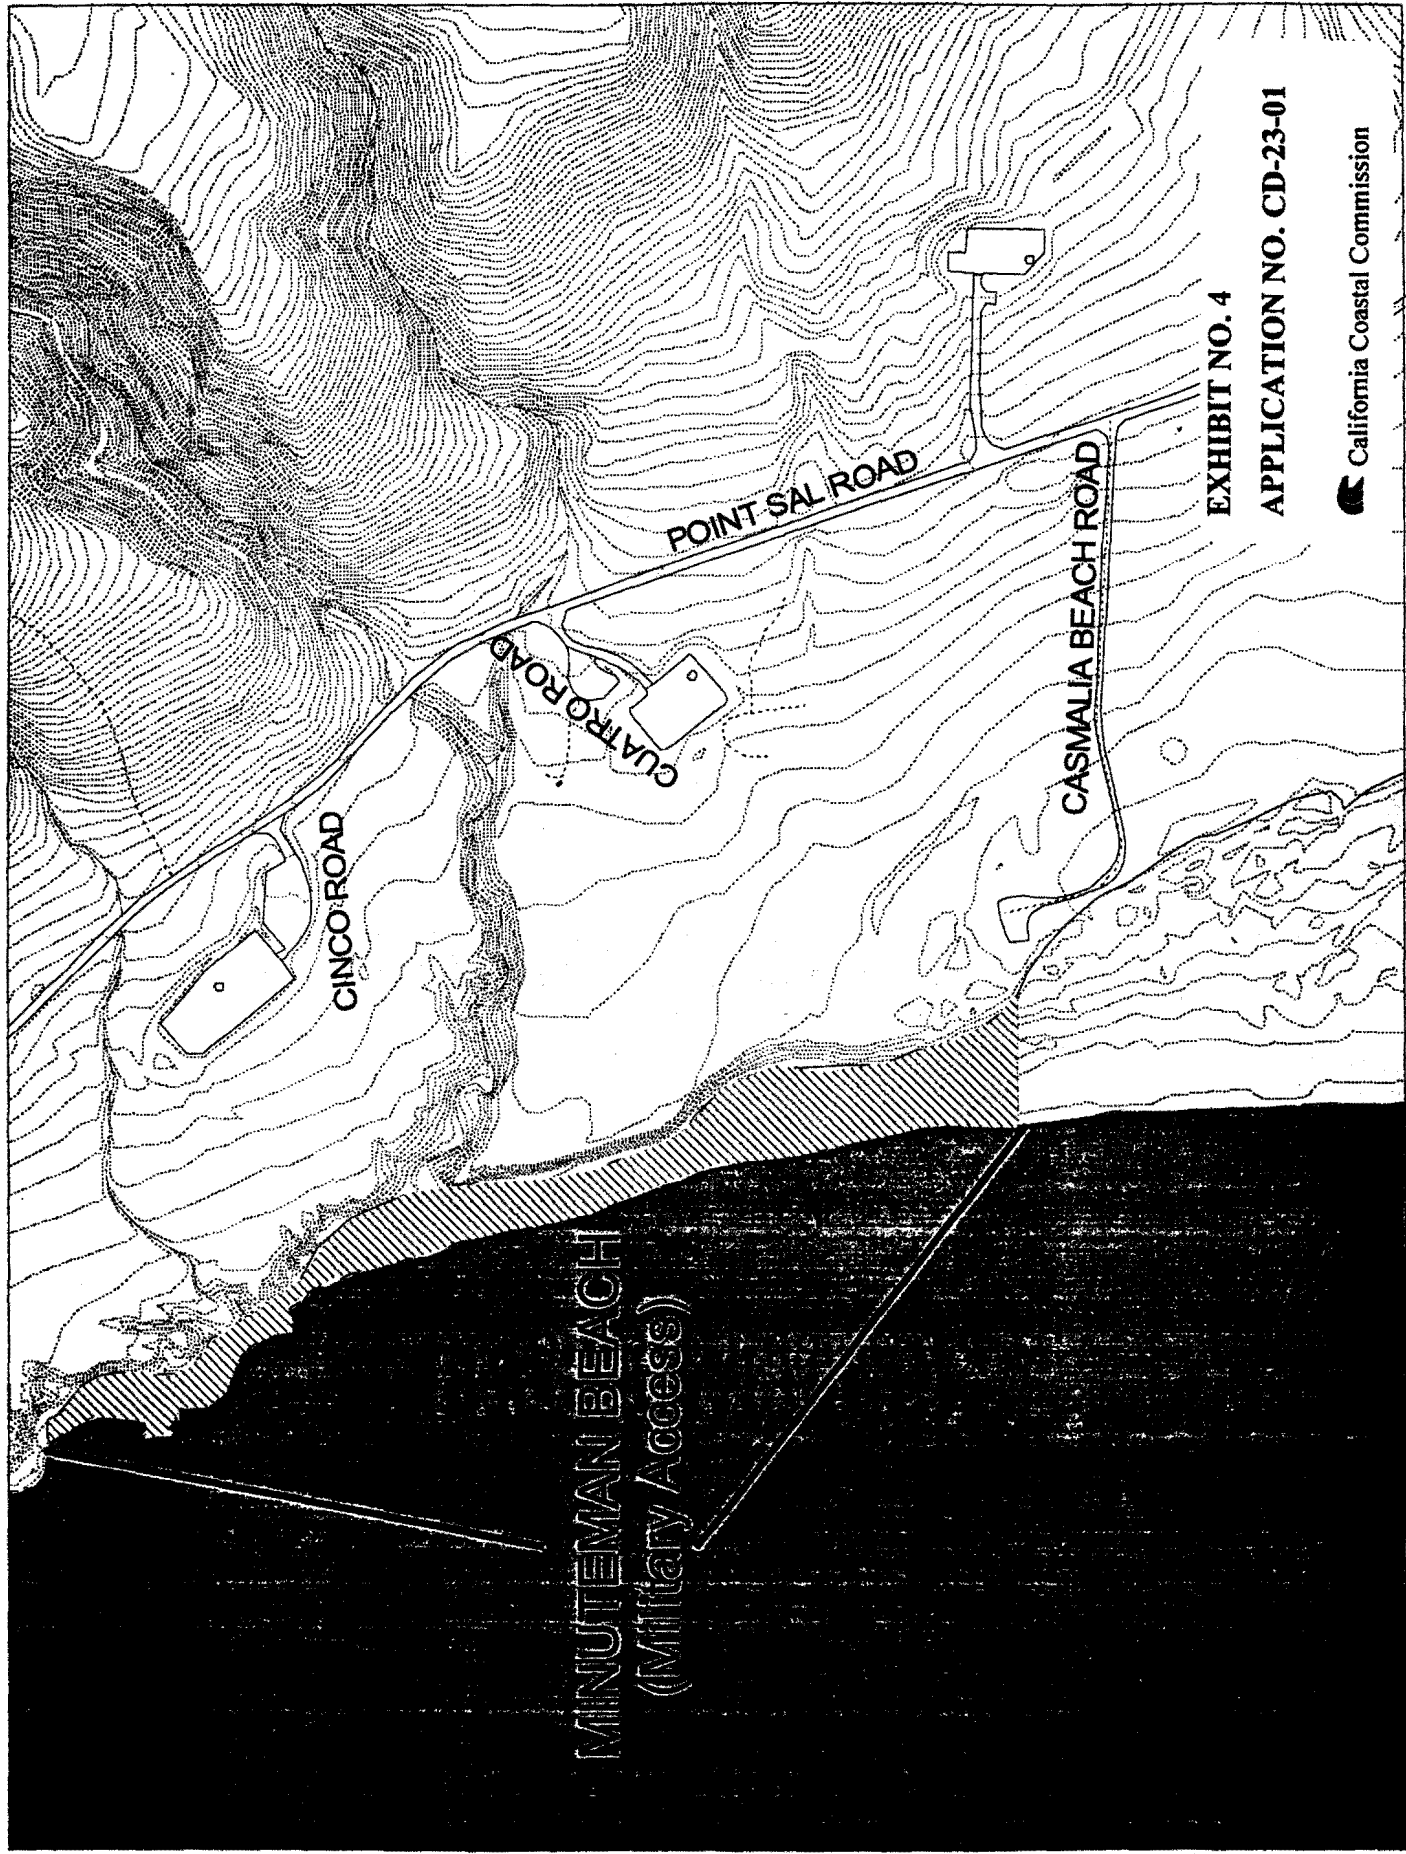 CINCO ROAD
CUATRO ROAD
POINT SAL ROAD
CASMALIA BEACH ROAD
MINUTEMAN BEACH
(Military Access)
EXHIBIT NO. 4
APPLICATION NO. CD-23-01
California Coastal Commission